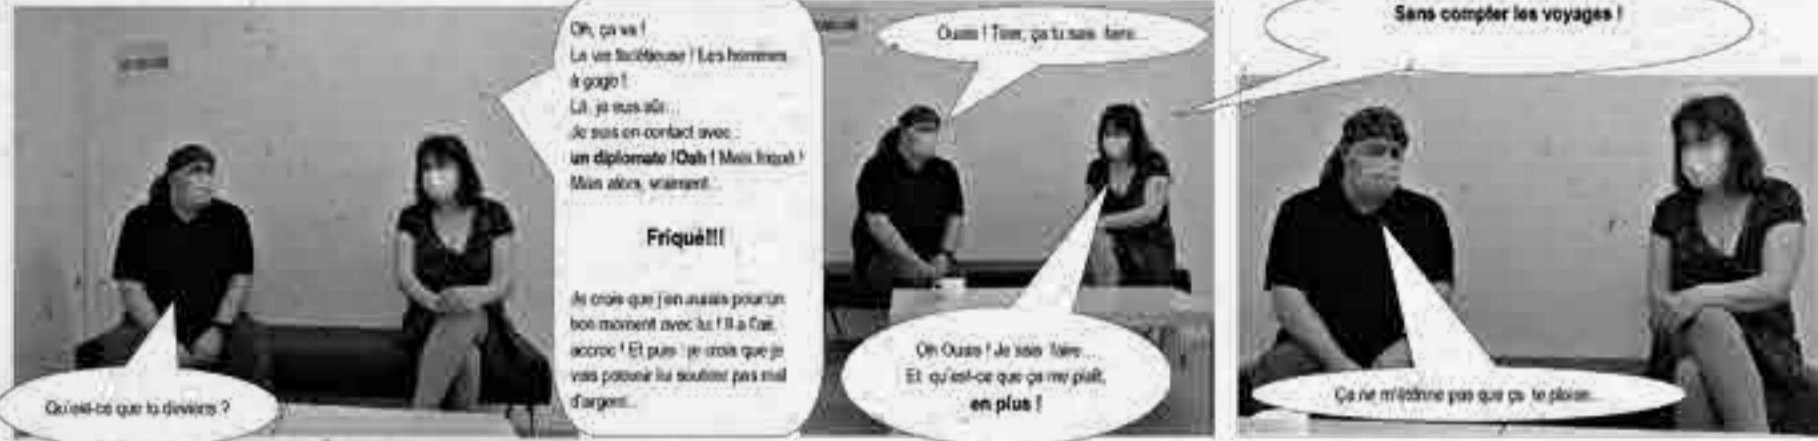 Qu'est-ce que tu deviens ?
Oh, ça va !
La vie facétieuse ! Les hommes
à gogo !
Là, je suis sûr...
Je suis en contact avec :
un diplomate !Oah ! Mais friqué !
Mais alors, vraiment...
Friqué!!!
Je crois que j'en aurais pour un
bon moment avec lui ! Il a l'air
accroc ! Et puis : je crois que je
vais pouvoir lui soutirer pas mal
d'argent...
Ouais ! Tirer, ça tu sais faire...
Oh Ouais ! Je sais faire...
Et qu'est-ce que ça me plaît,
en plus !
Sans compter les voyages !
Ça ne m'étonne pas que ça te plaise...